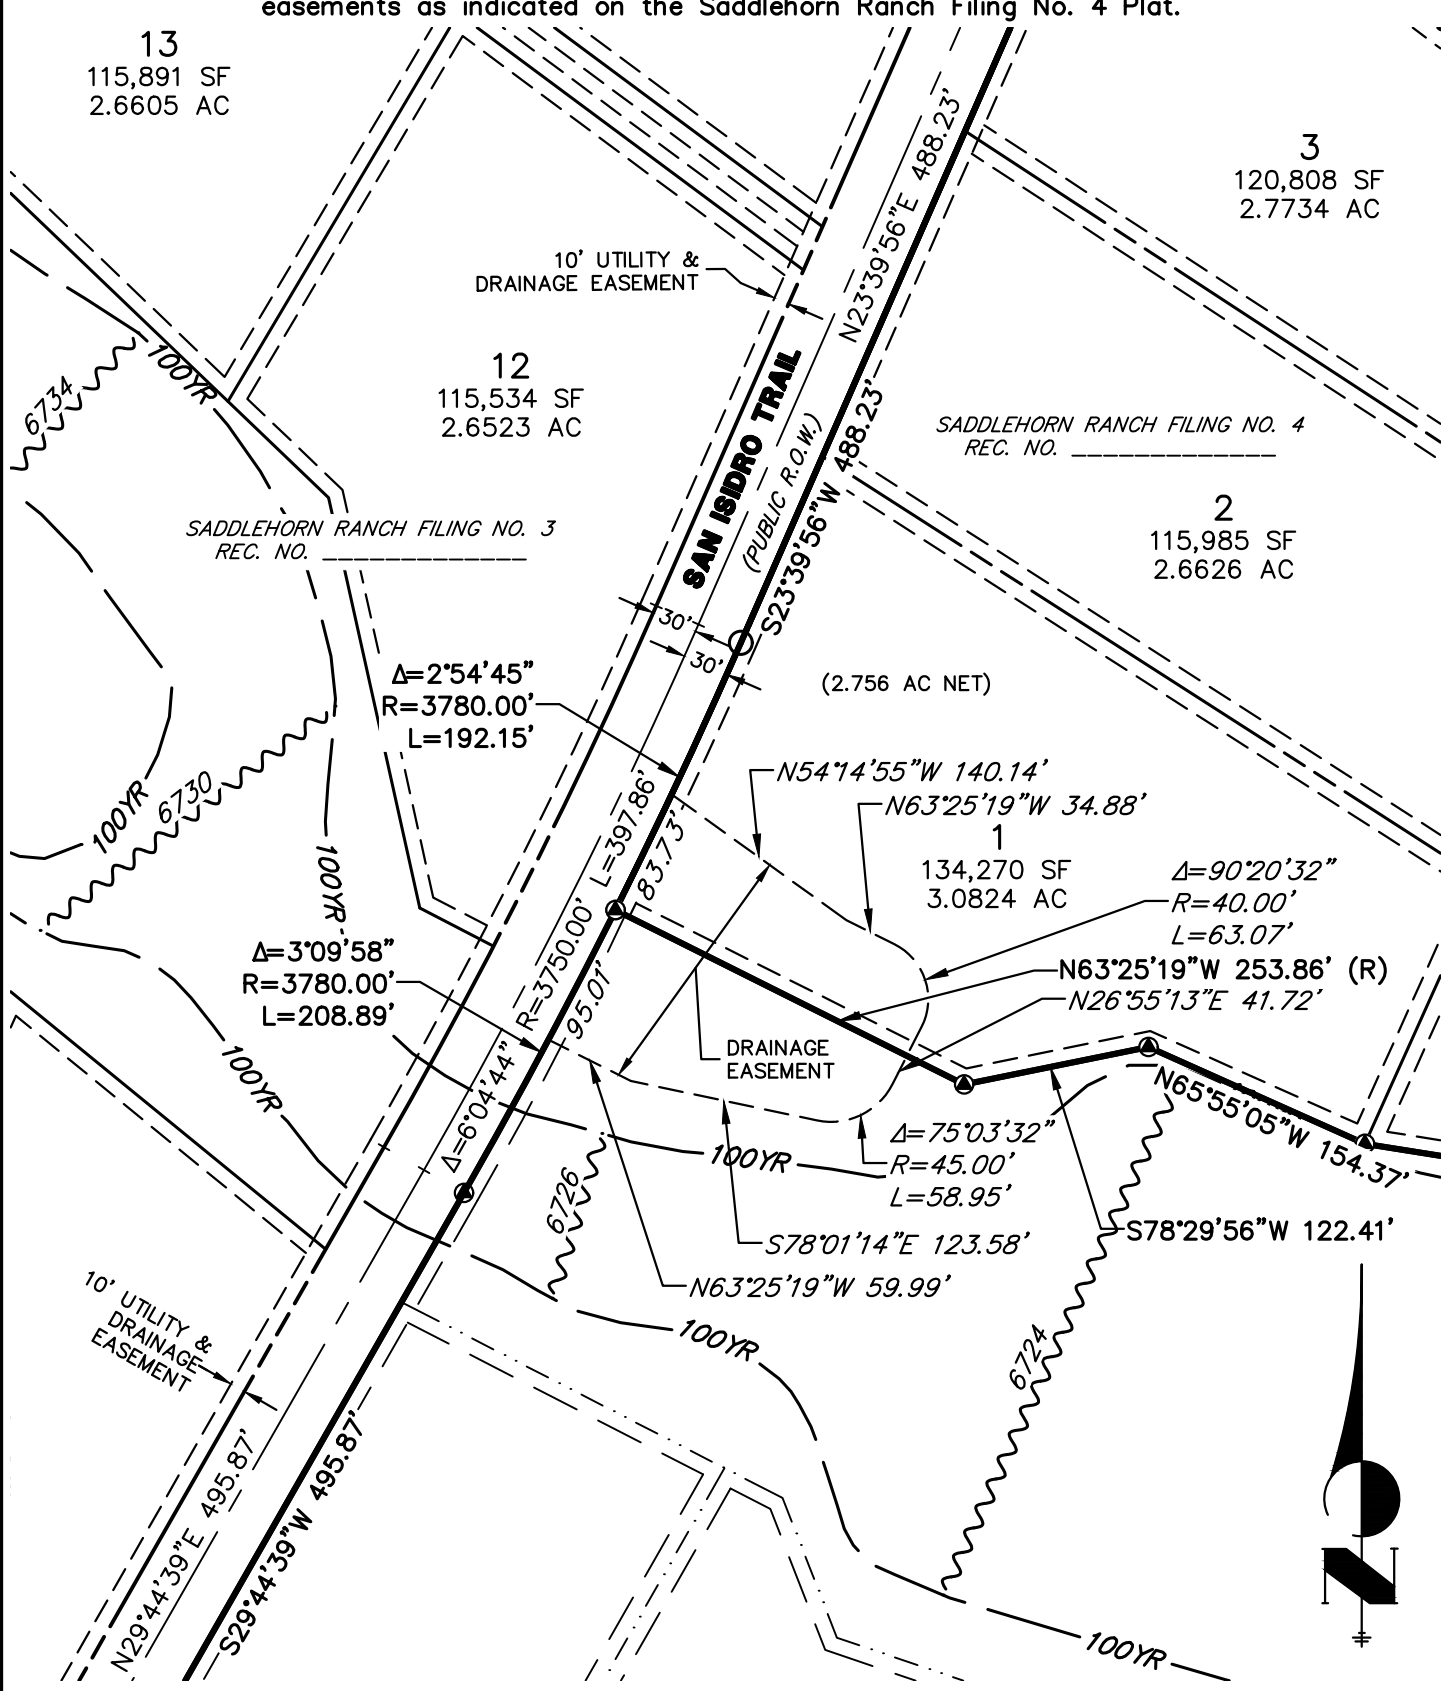 easements as indicated on the Saddlehorn Ranch Filing No. 4 Plat.
13
115,891 SF
2.6605 AC
N23°39'56"E 488.23'
3
120,808 SF
2.7734 AC
10' UTILITY &
DRAINAGE EASEMENT
12
115,534 SF
2.6523 AC
100YR
6734
SAN ISIDRO TRAIL
(PUBLIC R.O.W.)
S23°39'56"W 488.23'
SADDLEHORN RANCH FILING NO. 4
REC. NO. _____________
2
115,985 SF
2.6626 AC
SADDLEHORN RANCH FILING NO. 3
REC. NO. _____________
30'
30'
(2.756 AC NET)
Δ=2°54'45"
R=3780.00'
L=192.15'
N54°14'55"W 140.14'
N63°25'19"W 34.88'
1
134,270 SF
3.0824 AC
6730
100YR
100YR
Δ=6°04'44" R=3750.00' L=397.86'
83.73'
95.01'
Δ=90°20'32"
R=40.00'
L=63.07'
N63°25'19"W 253.86' (R)
N26°55'13"E 41.72'
Δ=3°09'58"
R=3780.00'
L=208.89'
100YR
DRAINAGE
EASEMENT
N65°55'05"W 154.37'
Δ=75°03'32"
R=45.00'
L=58.95'
100YR
6726
S78°01'14"E 123.58'
S78°29'56"W 122.41'
N63°25'19"W 59.99'
10' UTILITY &
DRAINAGE
EASEMENT
100YR
6724
N29°44'39"E 495.87'
S29°44'39"W 495.87'
100YR
N